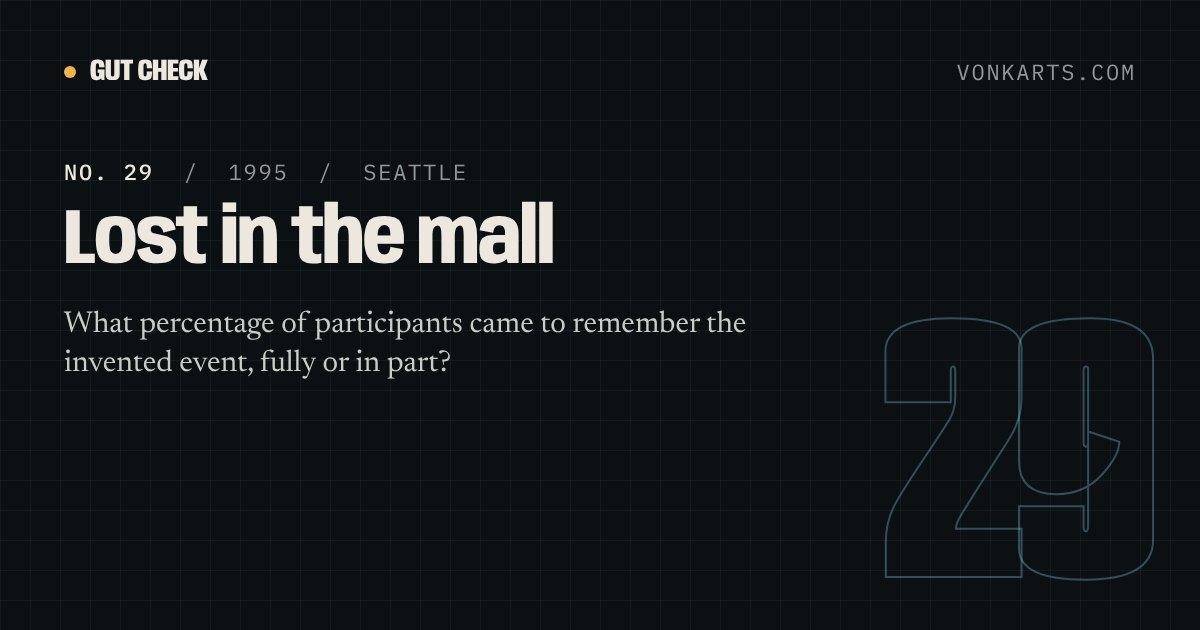 GUT CHECK
VONKARTS.COM
NO. 29 / 1995 / SEATTLE
Lost in the mall
What percentage of participants came to remember the
invented event, fully or in part?
29